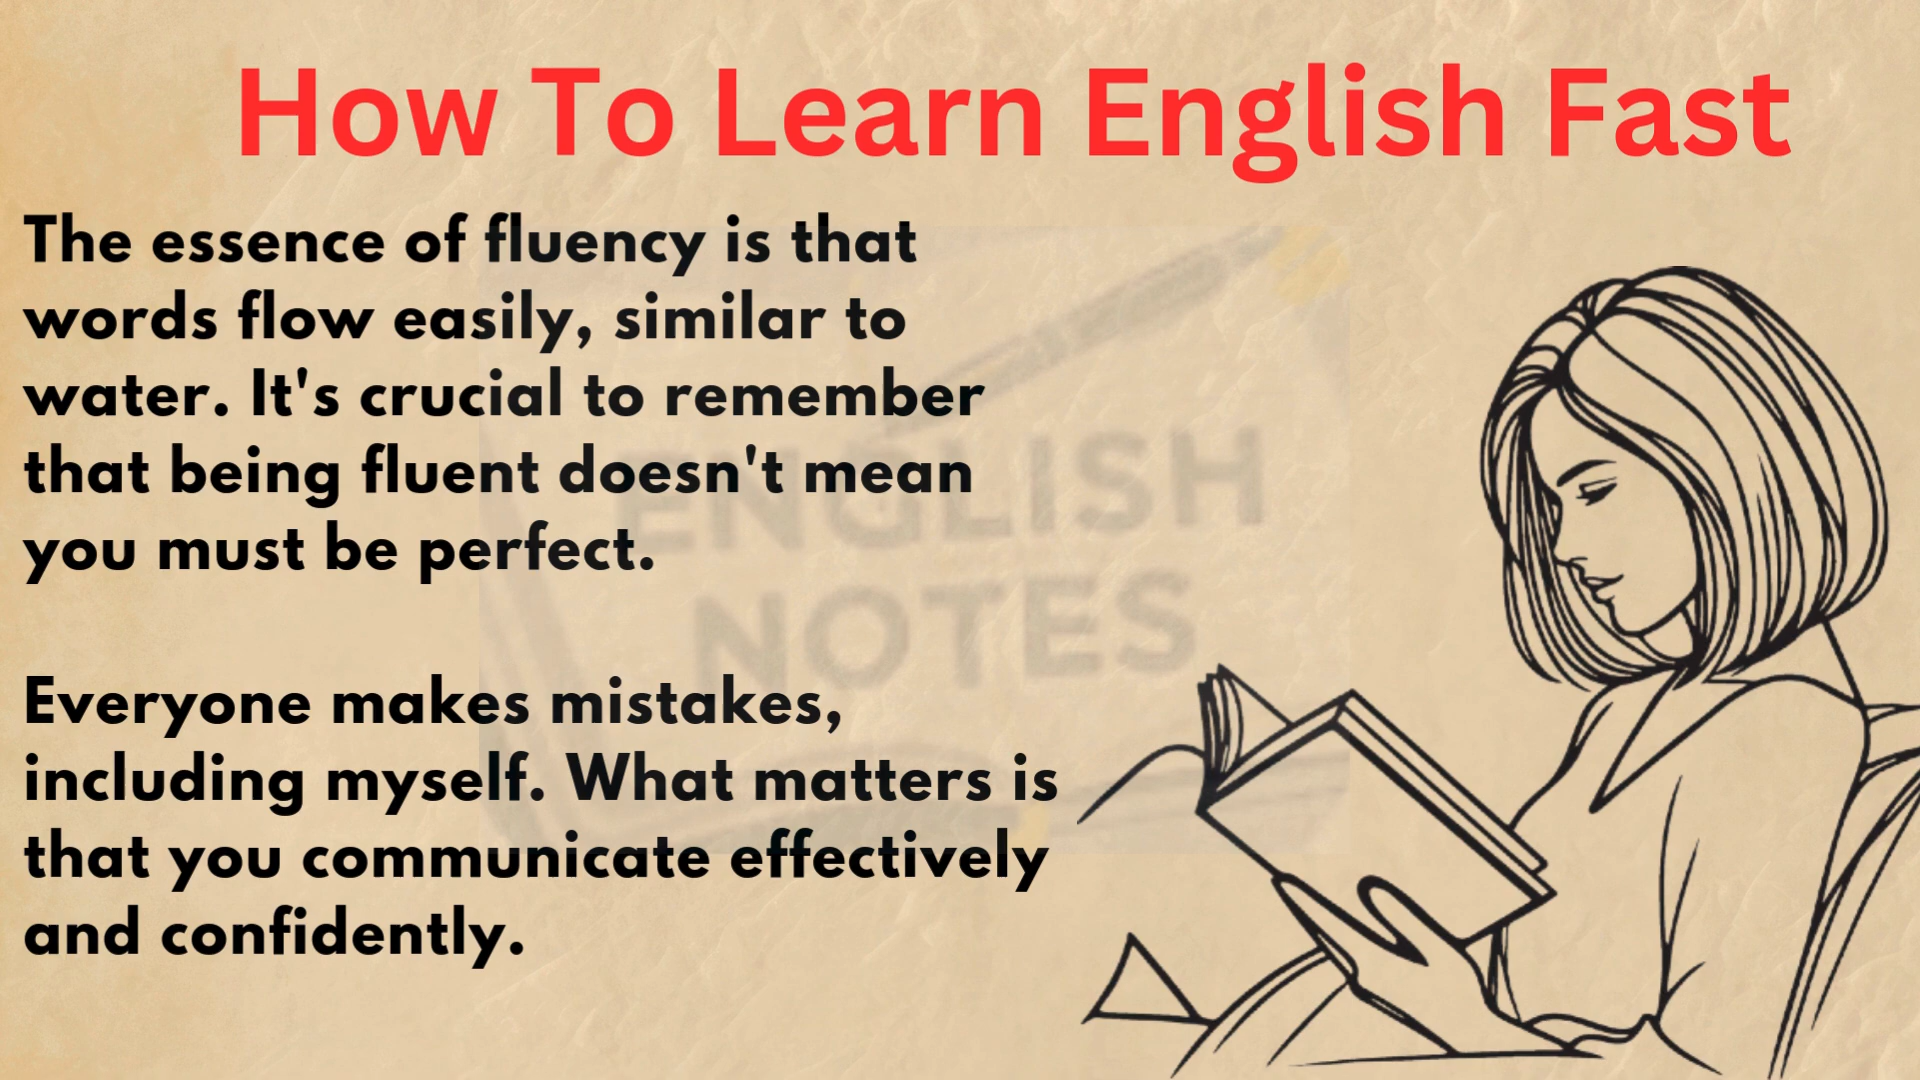 How To Learn English Fast
The essence of fluency is that
words flow easily, similar to
water. It's crucial to remember
that being fluent doesn't mean
you must be perfect.
Everyone makes mistakes,
including myself. What matters is
that you communicate effectively
and confidently.
ENGLISH
NOTES